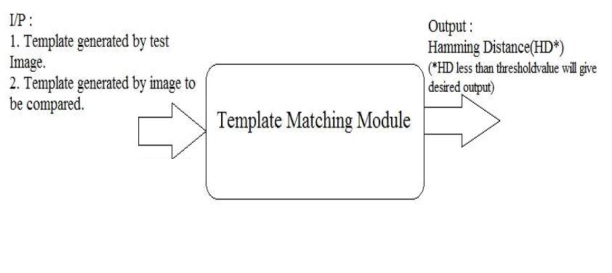 I/P :
1. Template generated by test
Image.
2. Template generated by image to
be compared.
Template Matching Module
Output :
Hamming Distance(HD*)
(*HD less than thresholdvalue will give
desired output)